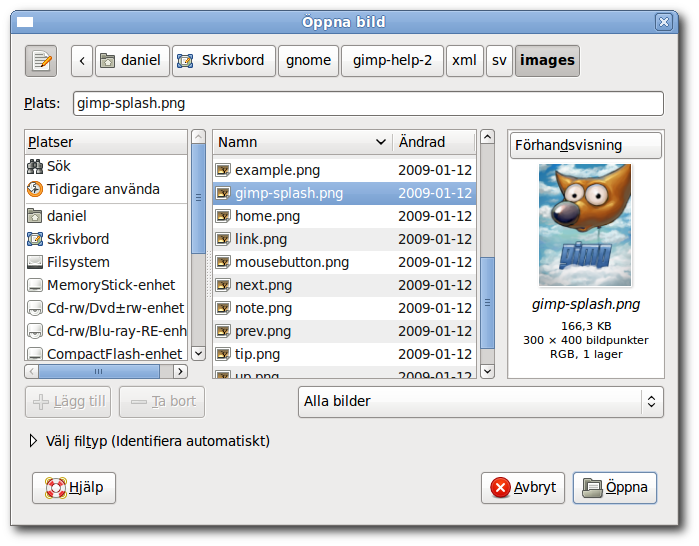 Öppna bild
daniel
Skrivbord
gnome
gimp-help-2
xml
sv
images
Plats: gimp-splash.png
Platser
Sök
Tidigare använda
daniel
Skrivbord
Filsystem
MemoryStick-enhet
Cd-rw/Dvd±rw-enhet
Cd-rw/Blu-ray-RE-enh
CompactFlash-enhet
Namn Ändrad
example.png 2009-01-12
gimp-splash.png 2009-01-12
home.png 2009-01-12
link.png 2009-01-12
mousebutton.png 2009-01-12
next.png 2009-01-12
note.png 2009-01-12
prev.png 2009-01-12
tip.png 2009-01-12
up.png 2009-01-12
Förhandsvisning
gimp
gimp-splash.png
166,3 KB
300 × 400 bildpunkter
RGB, 1 lager
Lägg till
Ta bort
Alla bilder
Välj filtyp (Identifiera automatiskt)
Hjälp
Avbryt
Öppna